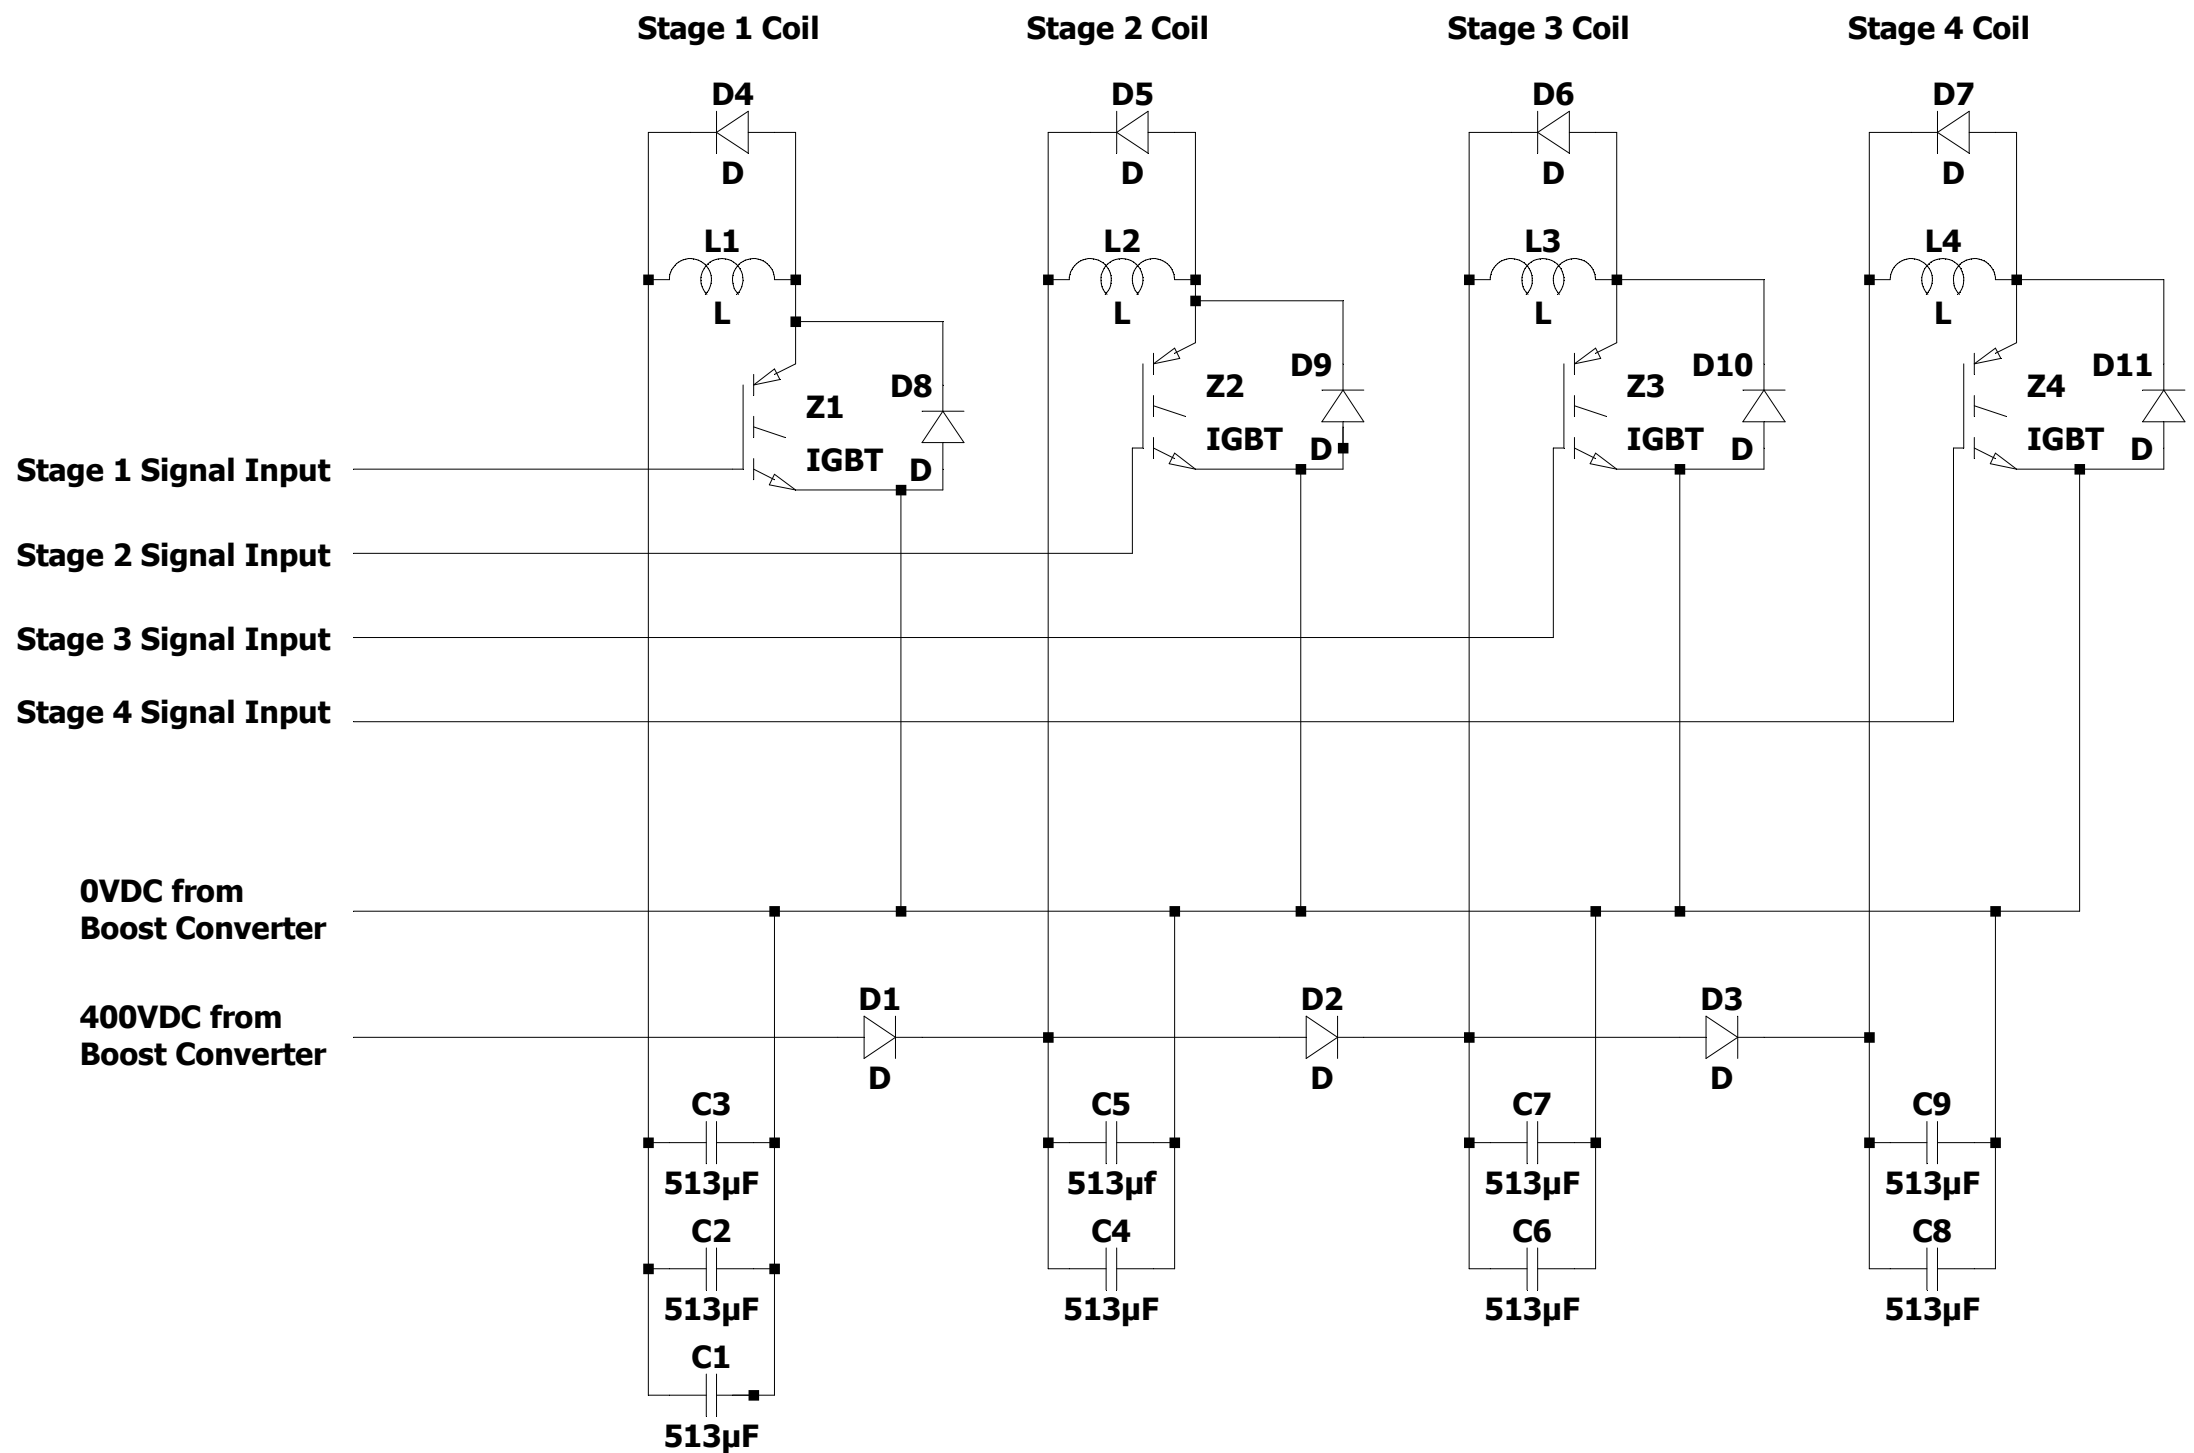 Stage 1 Coil
Stage 2 Coil
Stage 3 Coil
Stage 4 Coil
D4
D
D5
D
D6
D
D7
D
L1
L
L2
L
L3
L
L4
L
Z1
IGBT
D8
D
Z2
IGBT
D9
D
Z3
IGBT
D10
D
Z4
IGBT
D11
D
Stage 1 Signal Input
Stage 2 Signal Input
Stage 3 Signal Input
Stage 4 Signal Input
0VDC from
Boost Converter
400VDC from
Boost Converter
D1
D
D2
D
D3
D
C3
513µF
C2
513µF
C1
513µF
C5
513µf
C4
513µF
C7
513µF
C6
513µF
C9
513µF
C8
513µF